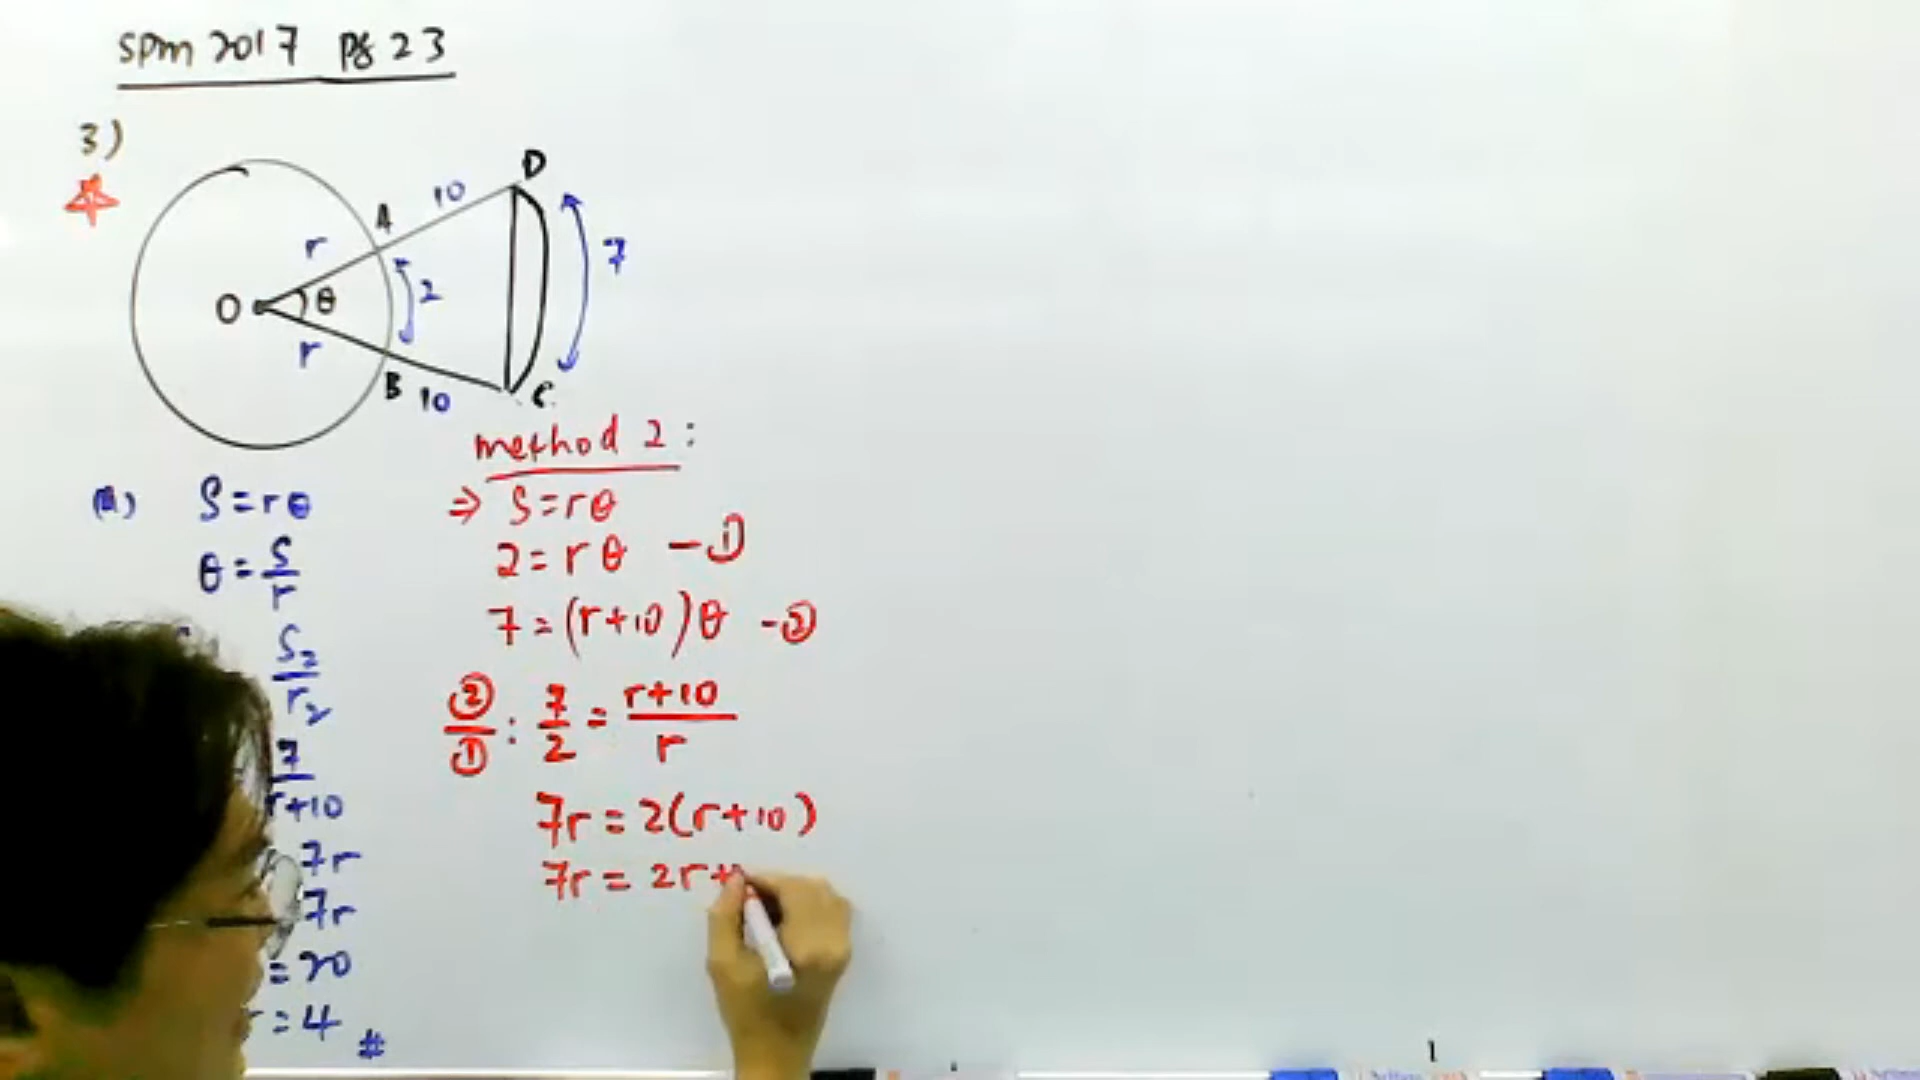 SPM 2017 Pg 23
3)
D
10
A
r
7
O θ 2
r
B 10 C
method 2 :
(a) S = rθ
θ = S/r
S₂/r₂
7/r+10
7r
7r
= 20
r = 4 #
⇒ S = rθ
2 = rθ — ①
7 = (r+10)θ - ②
②/① : 7/2 = r+10/r
7r = 2(r+10)
7r = 2r+
1